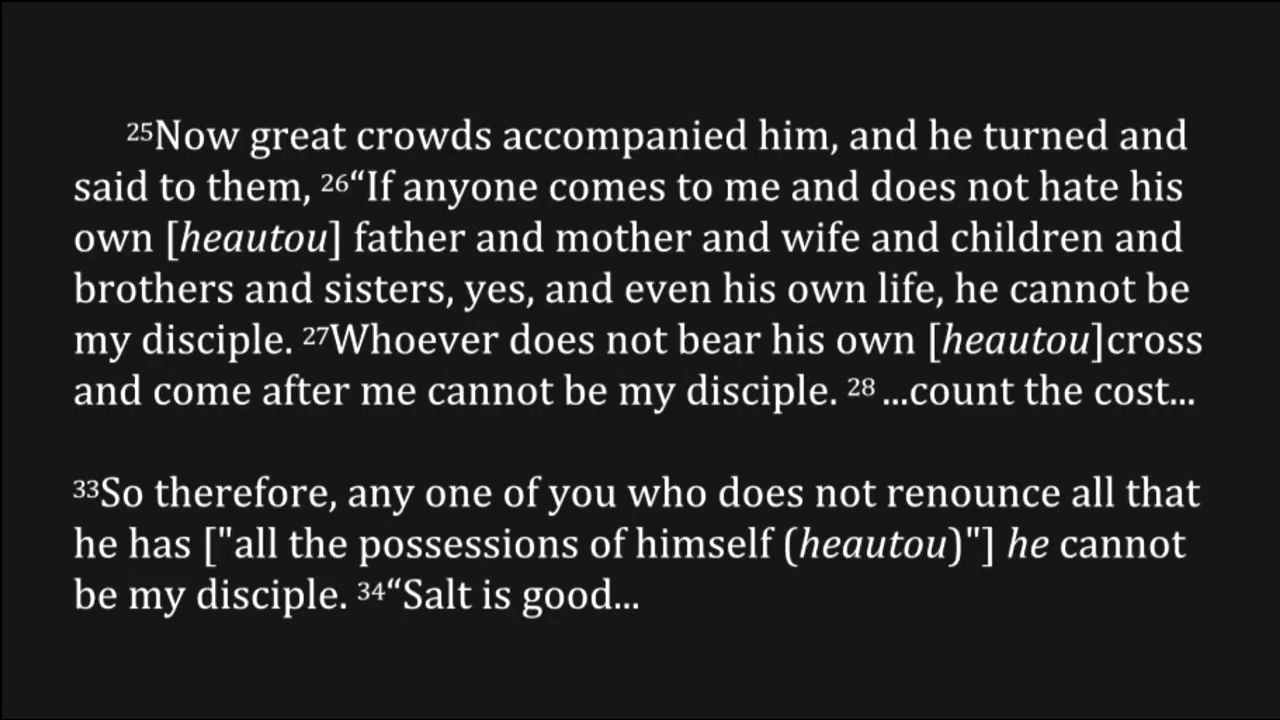 25Now great crowds accompanied him, and he turned and
said to them, 26“If anyone comes to me and does not hate his
own [heautou] father and mother and wife and children and
brothers and sisters, yes, and even his own life, he cannot be
my disciple. 27Whoever does not bear his own [heautou]cross
and come after me cannot be my disciple. 28 ...count the cost...
33So therefore, any one of you who does not renounce all that
he has ["all the possessions of himself (heautou)"] he cannot
be my disciple. 34“Salt is good...